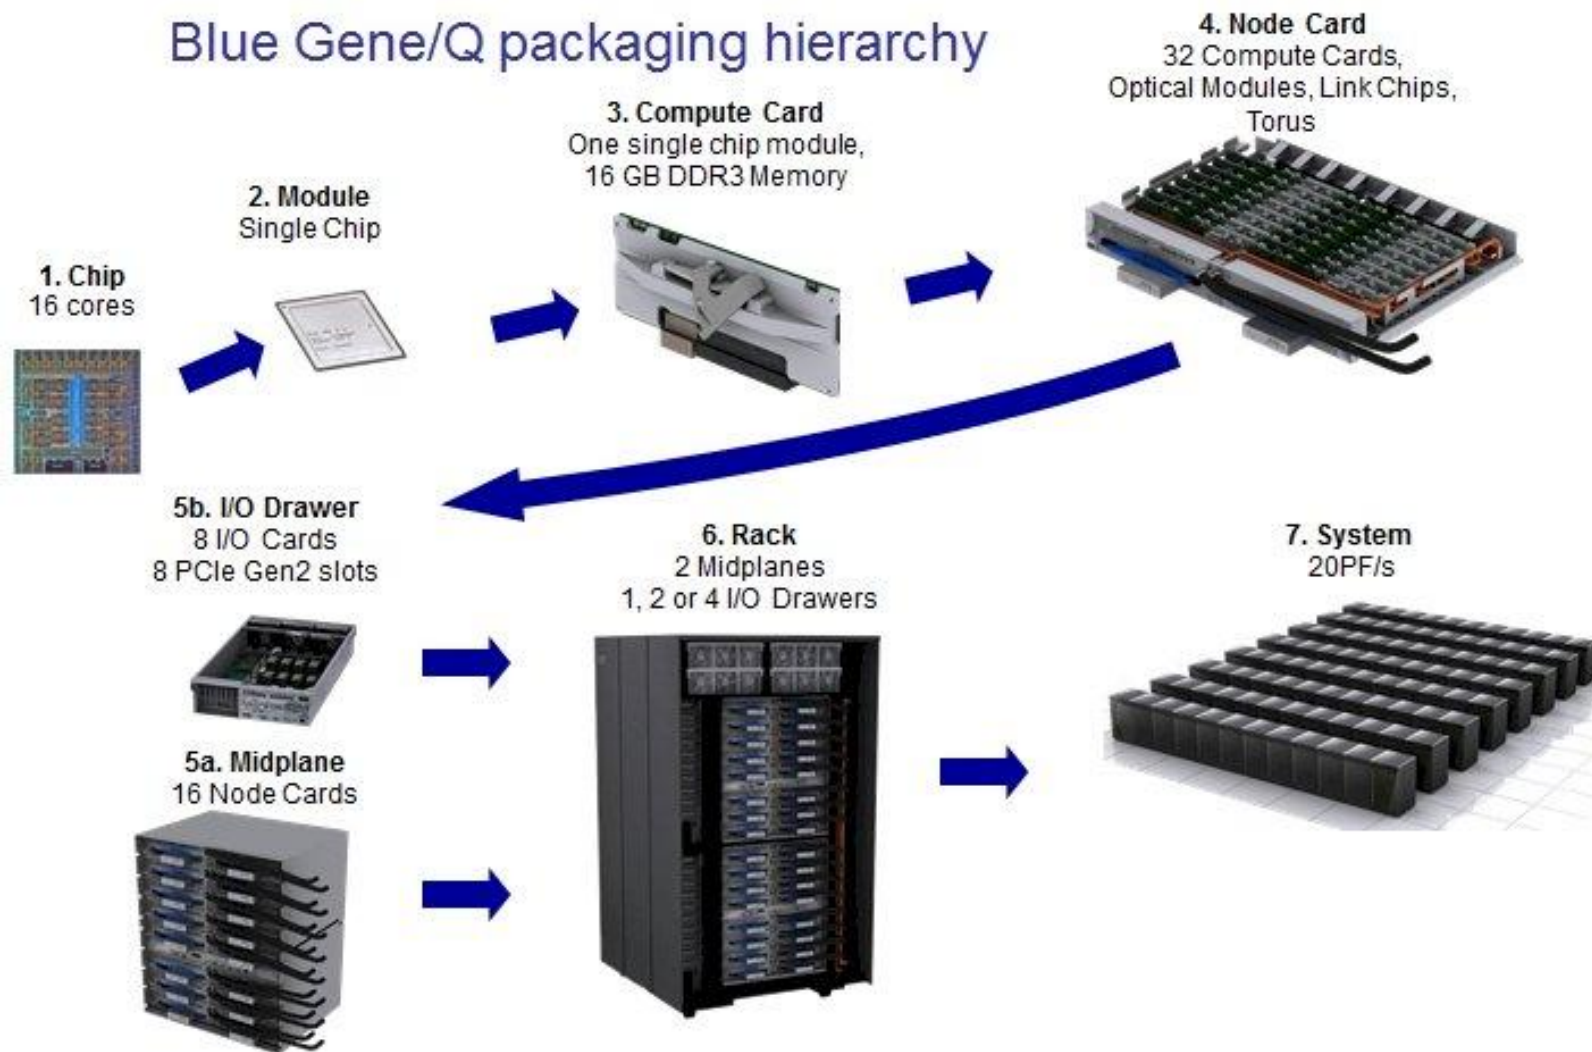 Blue Gene/Q packaging hierarchy
1. Chip
16 cores
2. Module
Single Chip
3. Compute Card
One single chip module,
16 GB DDR3 Memory
4. Node Card
32 Compute Cards,
Optical Modules, Link Chips,
Torus
5b. I/O Drawer
8 I/O Cards
8 PCIe Gen2 slots
5a. Midplane
16 Node Cards
6. Rack
2 Midplanes
1, 2 or 4 I/O Drawers
7. System
20PF/s